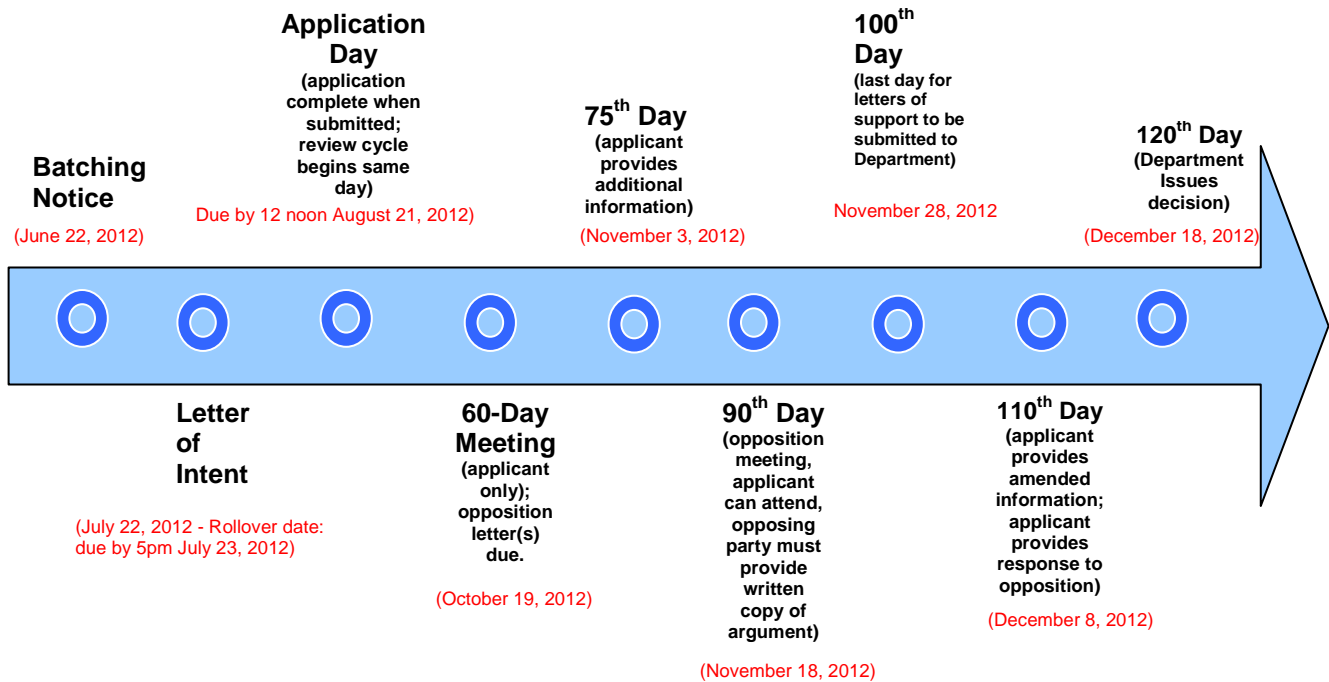 Batching
Notice
(June 22, 2012)
Letter
of
Intent
(July 22, 2012 - Rollover date:
due by 5pm July 23, 2012)
Application
Day
(application
complete when
submitted;
review cycle
begins same
day)
Due by 12 noon August 21, 2012)
60-Day
Meeting
(applicant
only);
opposition
letter(s)
due.
(October 19, 2012)
75th Day
(applicant
provides
additional
information)
(November 3, 2012)
90th Day
(opposition
meeting,
applicant
can attend,
opposing
party must
provide
written
copy of
argument)
(November 18, 2012)
100th
Day
(last day for
letters of
support to be
submitted to
Department)
November 28, 2012
110th Day
(applicant
provides
amended
information;
applicant
provides
response to
opposition)
(December 8, 2012)
120th Day
(Department
Issues
decision)
(December 18, 2012)